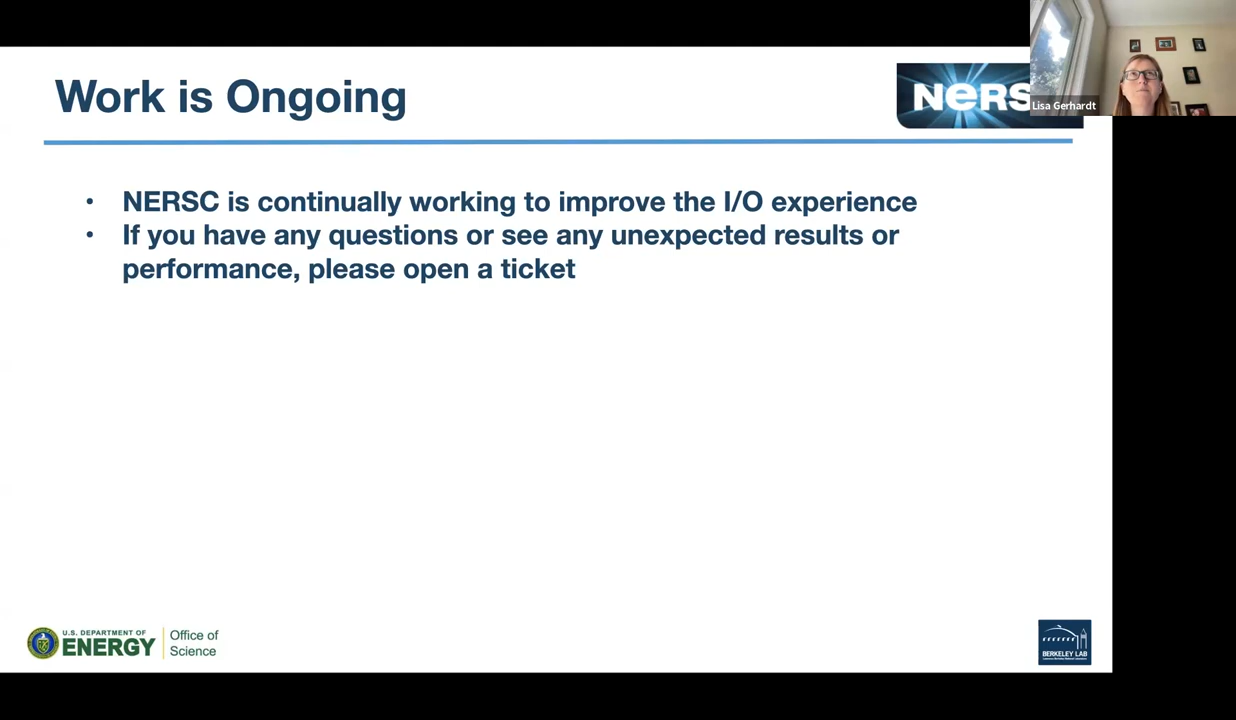 Work is Ongoing
NERS
Lisa Gerhardt
• NERSC is continually working to improve the I/O experience
• If you have any questions or see any unexpected results or
performance, please open a ticket
U.S. DEPARTMENT OF
ENERGY
Office of
Science
BERKELEY LAB